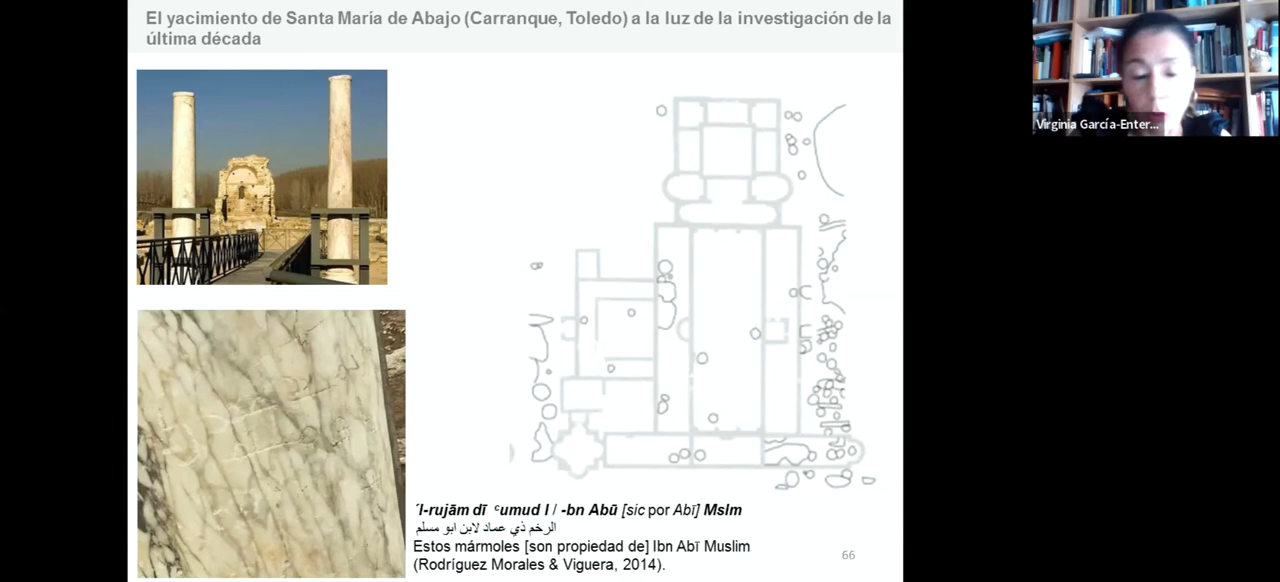 El yacimiento de Santa María de Abajo (Carranque, Toledo) a la luz de la investigación de la
última década
Virginia García-Enter...
´l-rujām dī ᶜumud l / -bn Abū [sic por Abī] Mslm
الرخم ذي عماد لابن ابو مسلم
Estos mármoles [son propiedad de] Ibn Abī Muslim
(Rodríguez Morales & Viguera, 2014).
66